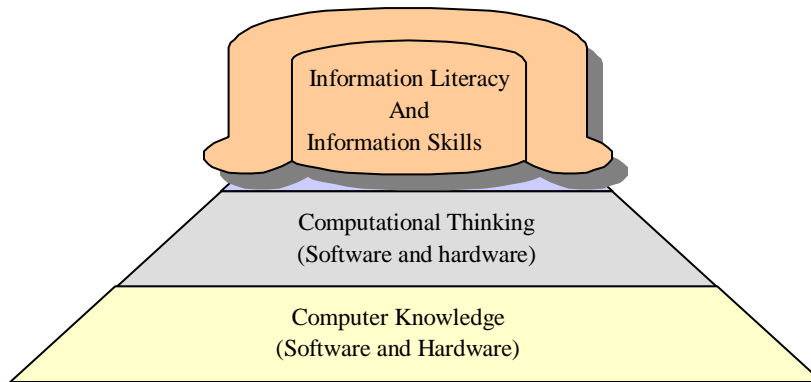 Information Literacy
And
Information Skills
Computational Thinking
(Software and hardware)
Computer Knowledge
(Software and Hardware)